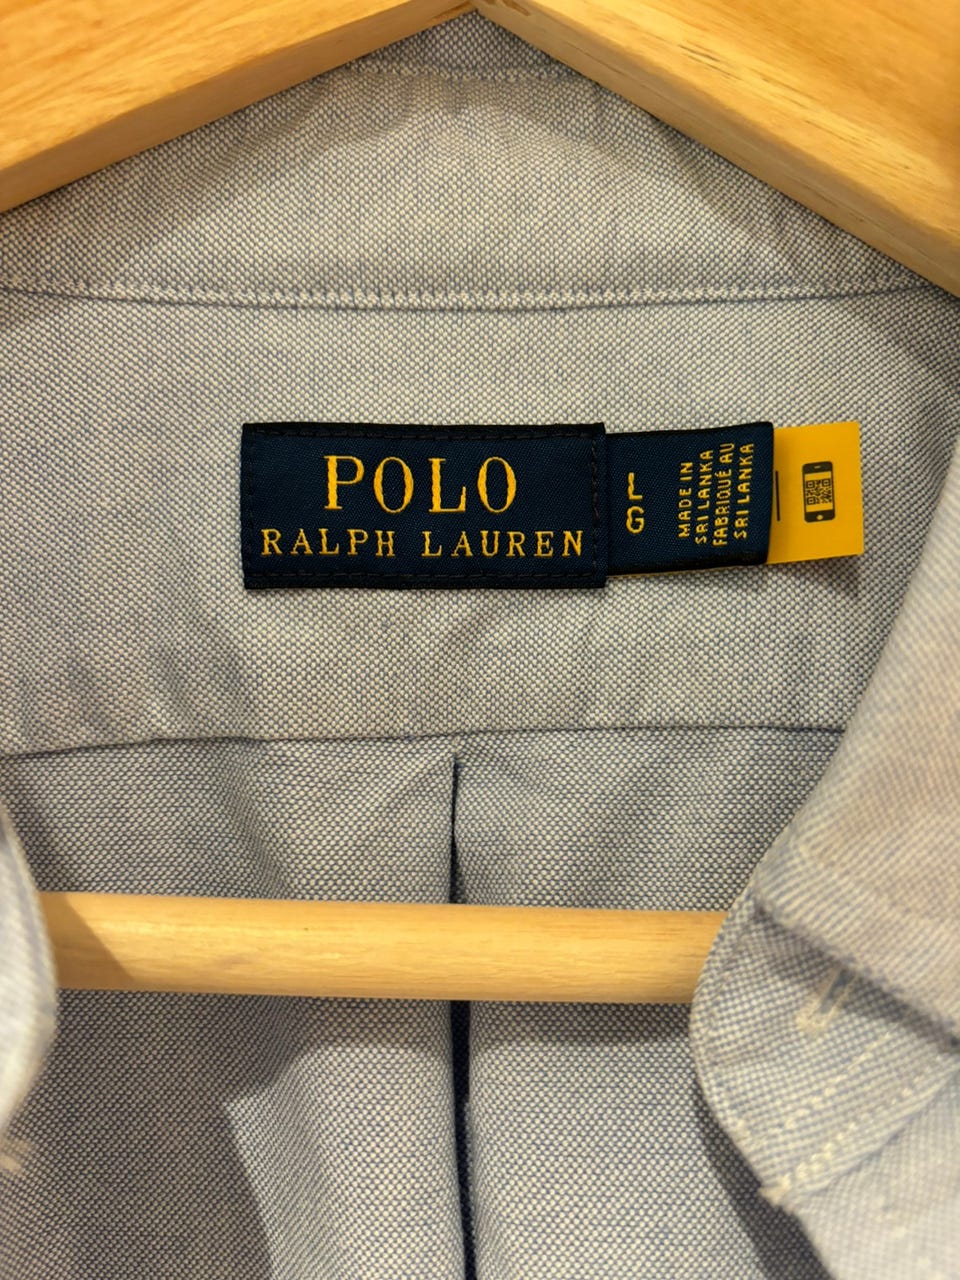 POLO
RALPH LAUREN
LG
MADE IN
SRI LANKA
FABRIQUÉ AU
SRI LANKA